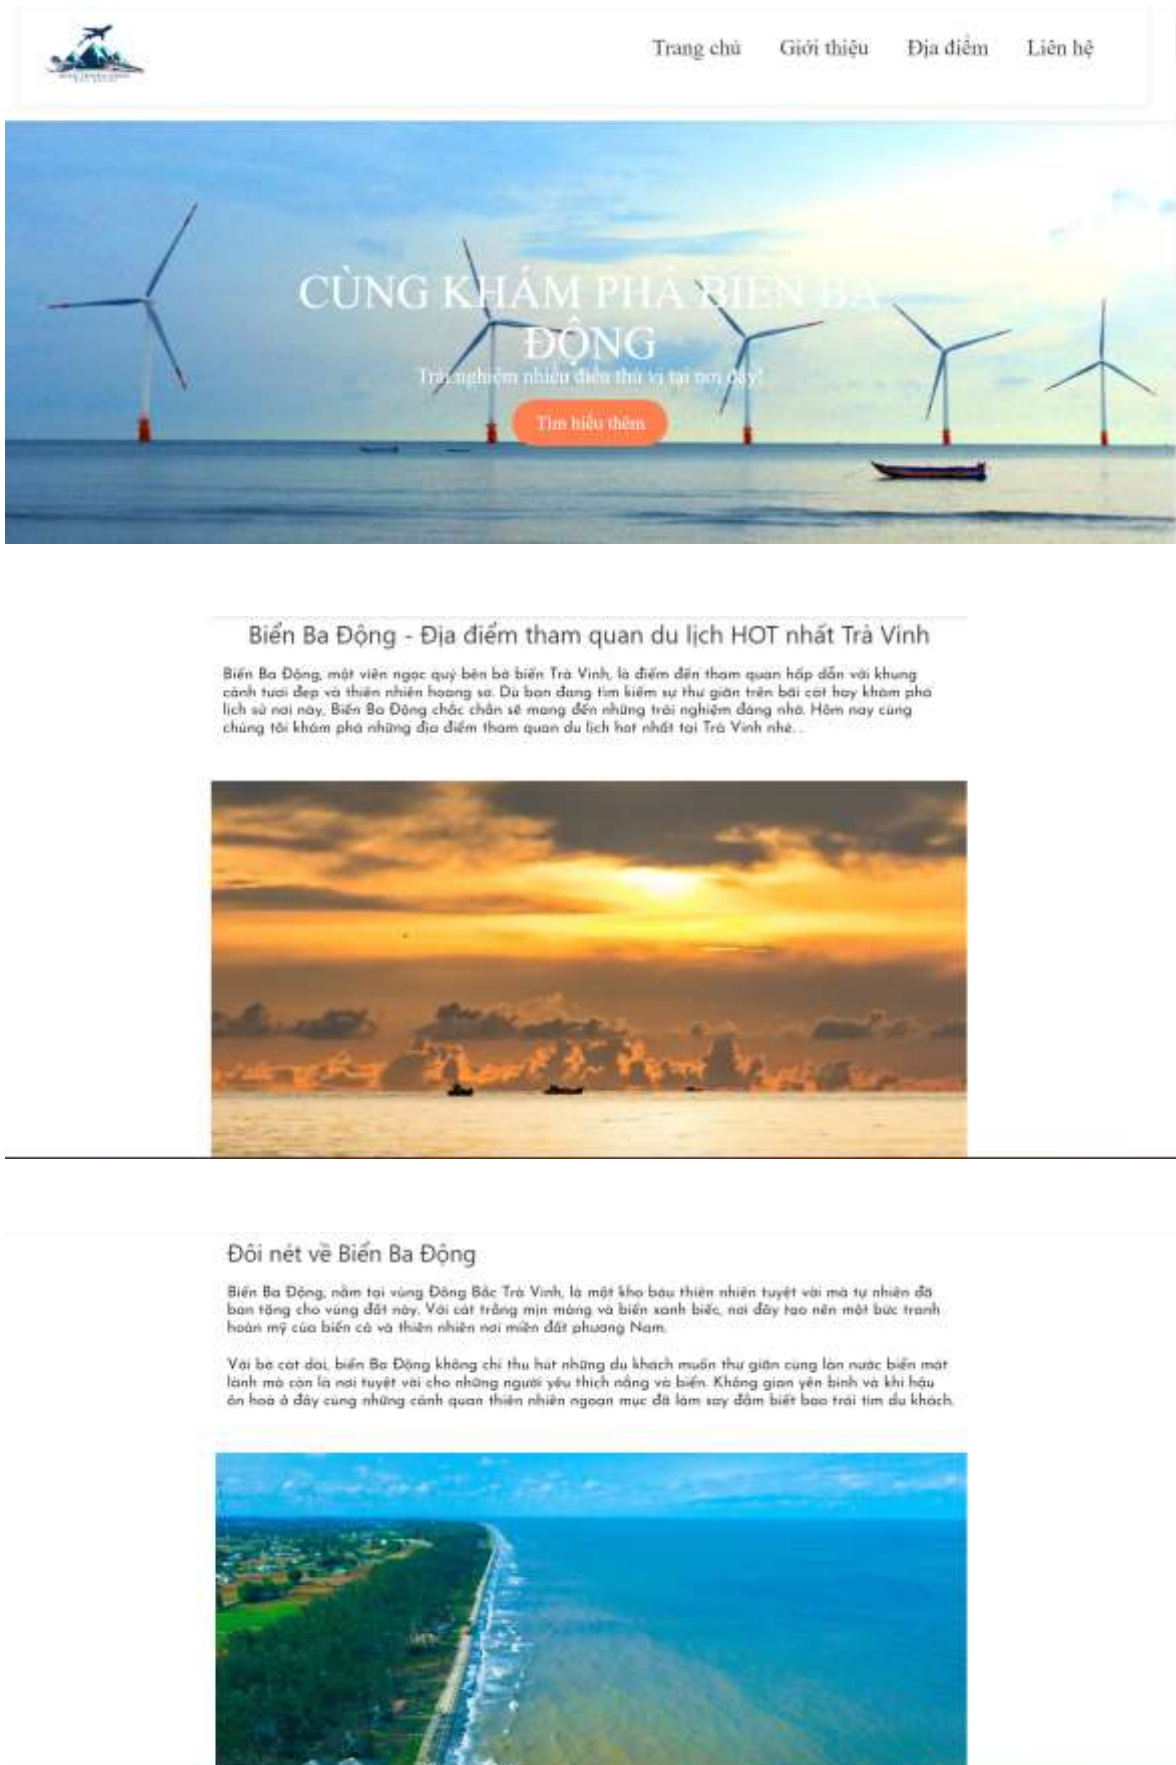 Trang chủ Giới thiệu Địa điểm Liên hệ
CÙNG KHÁM PHÁ BIỂN BA
ĐỘNG
Trải nghiệm nhiều điều thú vị tại nơi đây!
Tìm hiểu thêm
Biển Ba Động - Địa điểm tham quan du lịch HOT nhất Trà Vinh
Biển Ba Động, một viên ngọc quý bên bờ biển Trà Vinh, là điểm đến tham quan hấp dẫn với khung
cảnh tươi đẹp và thiên nhiên hoang sơ. Dù bạn đang tìm kiếm sự thư giãn trên bãi cát hay khám phá
lịch sử nơi này, Biển Ba Động chắc chắn sẽ mang đến những trải nghiệm đáng nhớ. Hôm nay cùng
chúng tôi khám phá những địa điểm tham quan du lịch hot nhất tại Trà Vinh nhé...
Đôi nét về Biển Ba Động
Biển Ba Động, nằm tại vùng Đông Bắc Trà Vinh, là một kho báu thiên nhiên tuyệt vời mà tự nhiên đã
ban tặng cho vùng đất này. Với cát trắng mịn màng và biển xanh biếc, nơi đây tạo nên một bức tranh
hoàn mỹ của biển cả và thiên nhiên nơi miền đất phương Nam.
Với bờ cát dài, biển Ba Động không chỉ thu hút những du khách muốn thư giãn cùng làn nước biển mát
lành mà còn là nơi tuyệt vời cho những người yêu thích nắng và biển. Không gian yên bình và khí hậu
ôn hoà ở đây cùng những cảnh quan thiên nhiên ngoạn mục đã làm say đắm biết bao trái tim du khách.